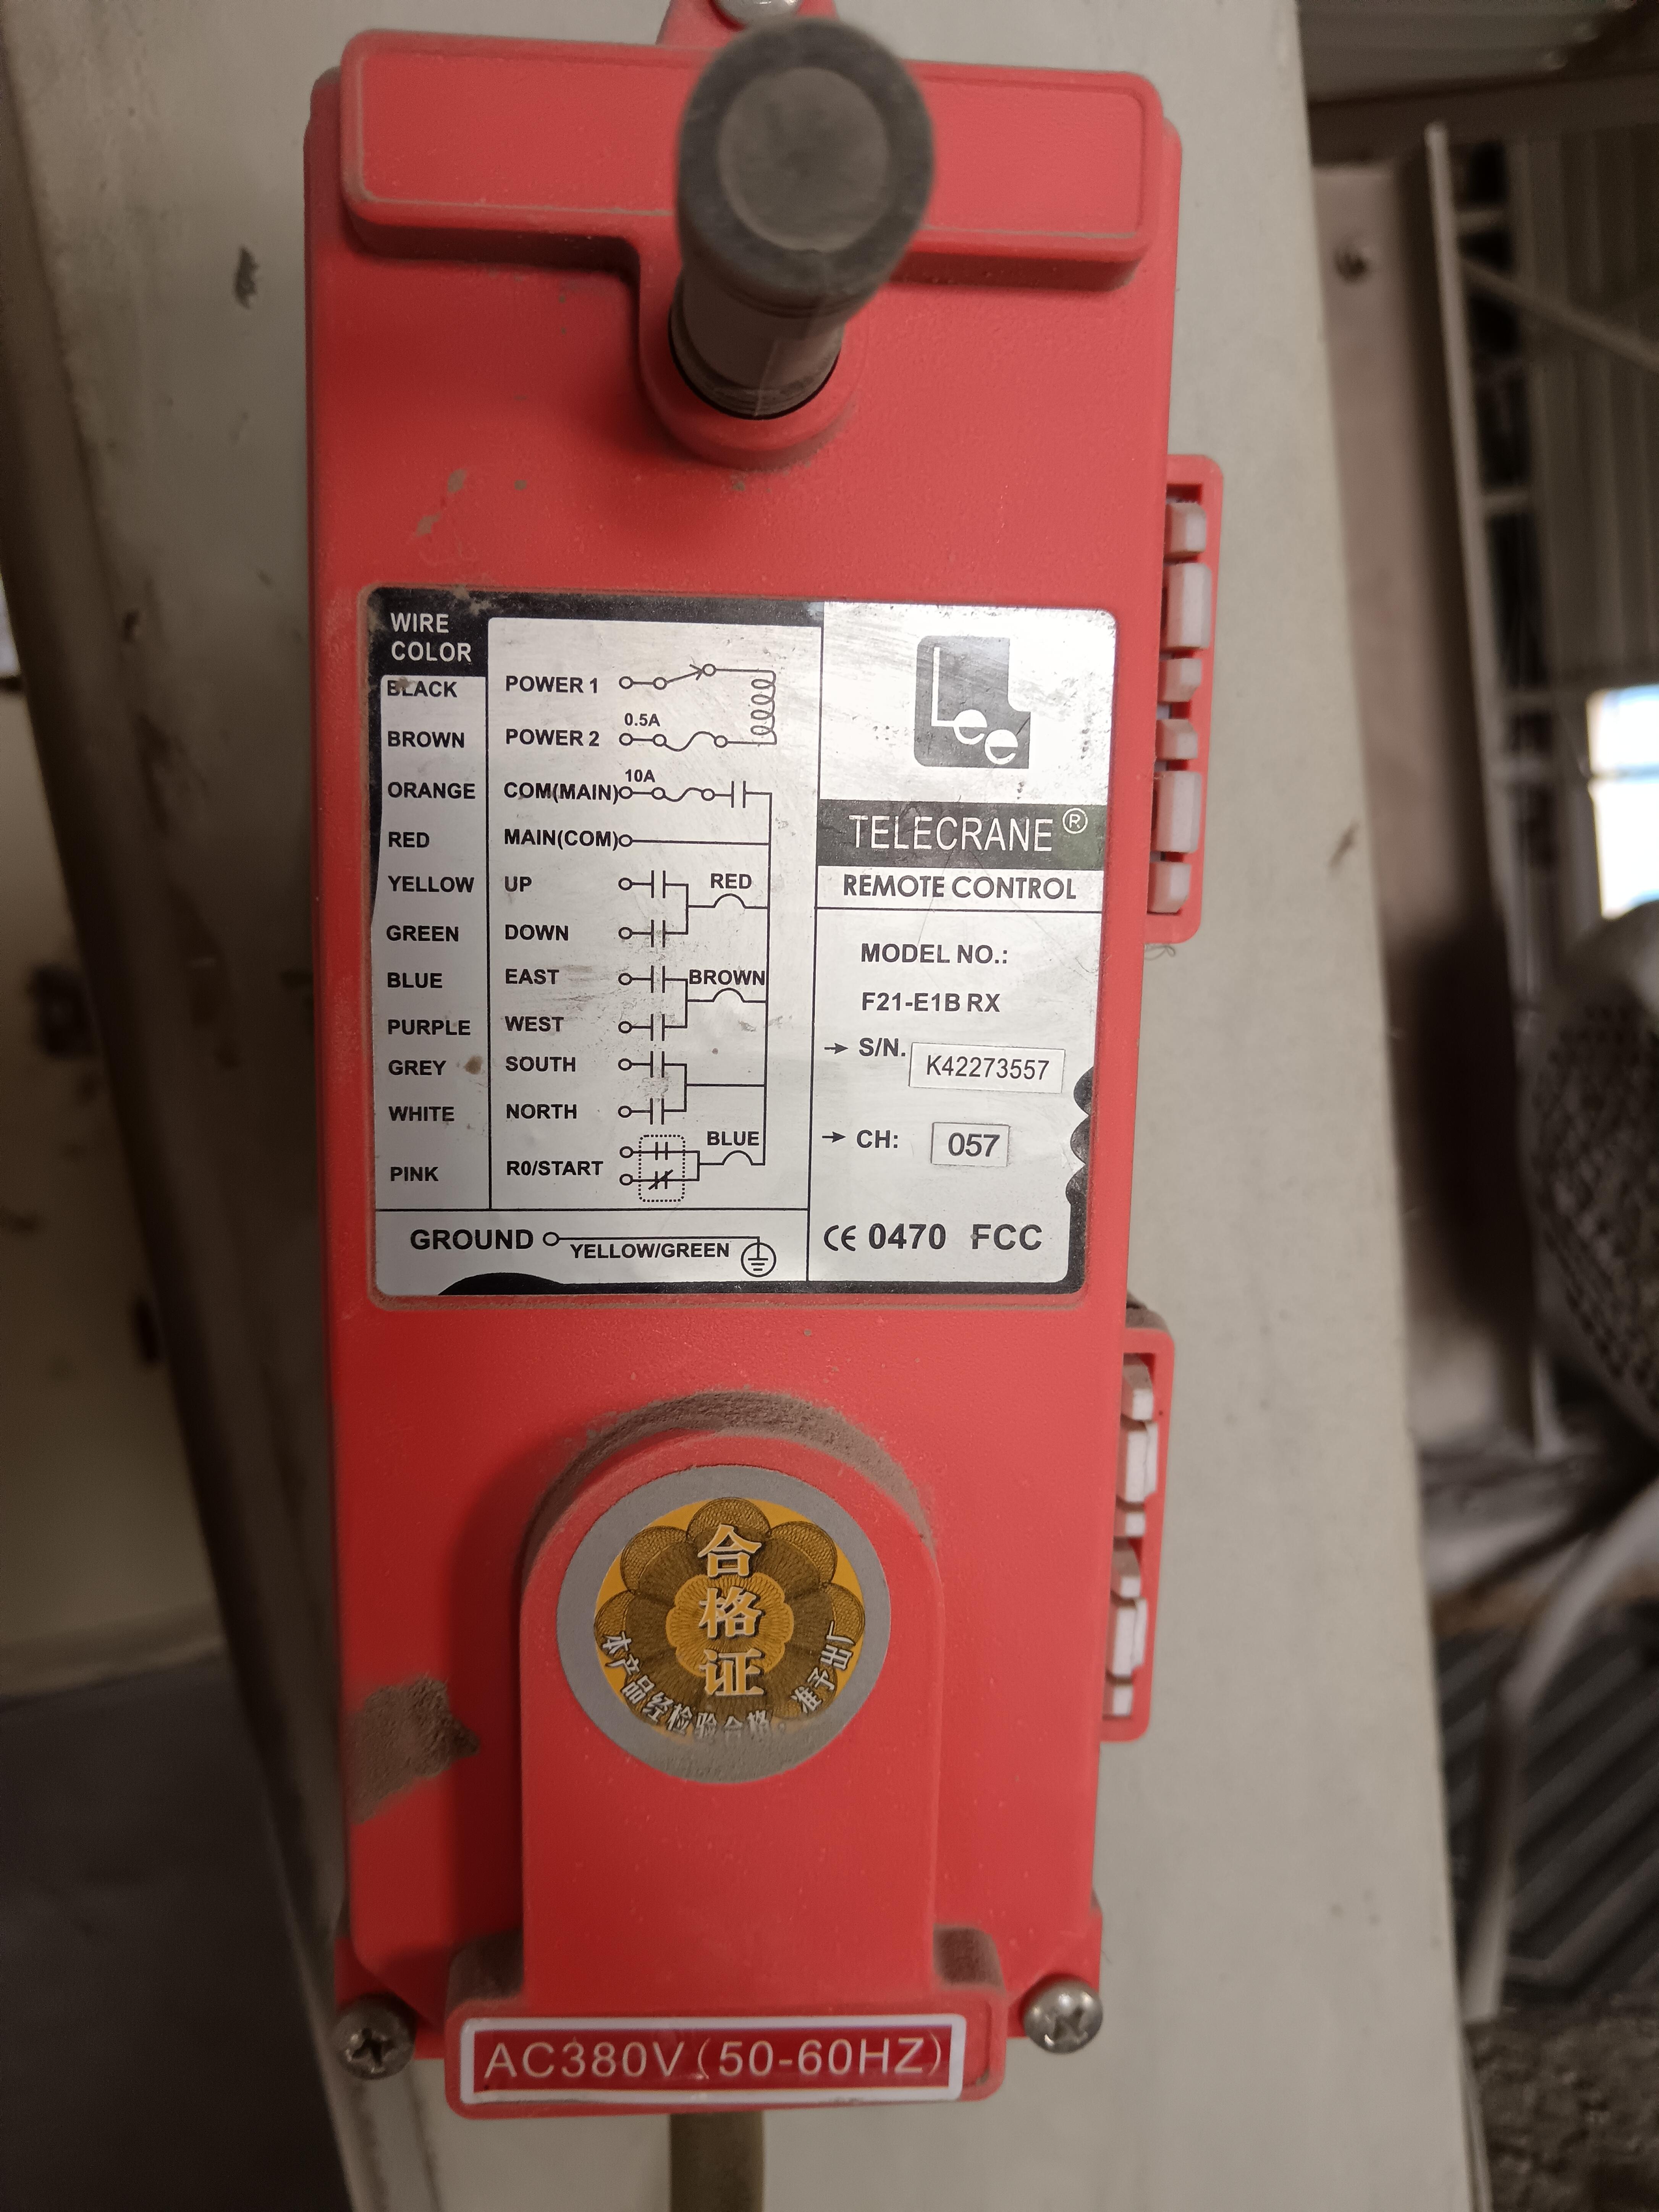 WIRE
COLOR
BLACK POWER 1
0.5A
BROWN POWER 2
10A
ORANGE COM(MAIN)
RED MAIN(COM)
YELLOW UP RED
GREEN DOWN
BLUE EAST BROWN
PURPLE WEST
GREY SOUTH
WHITE NORTH
BLUE
PINK R0/START
GROUND YELLOW/GREEN
Lee
TELECRANE®
REMOTE CONTROL
MODEL NO.:
F21-E1B RX
→ S/N. K42273557
→ CH: 057
CE 0470 FCC
合格证
本产品经检验合格,准予出厂
AC380V(50-60HZ)